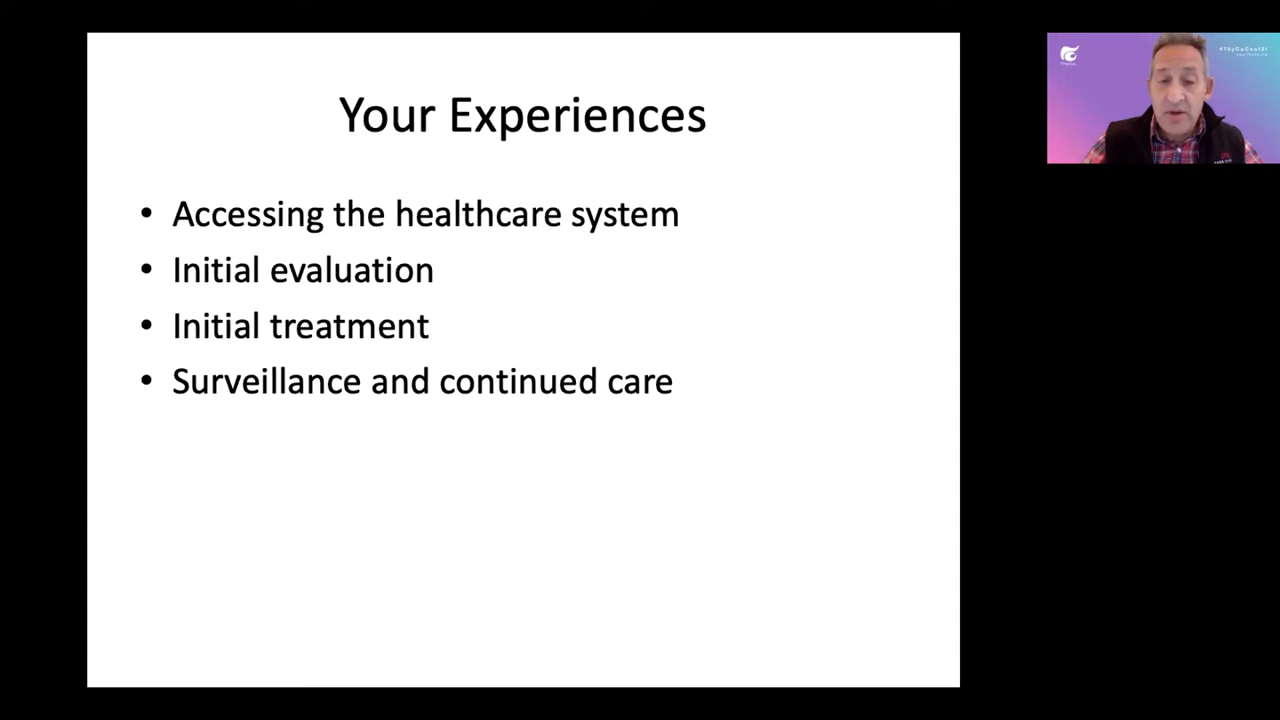 Your Experiences
• Accessing the healthcare system
• Initial evaluation
• Initial treatment
• Surveillance and continued care